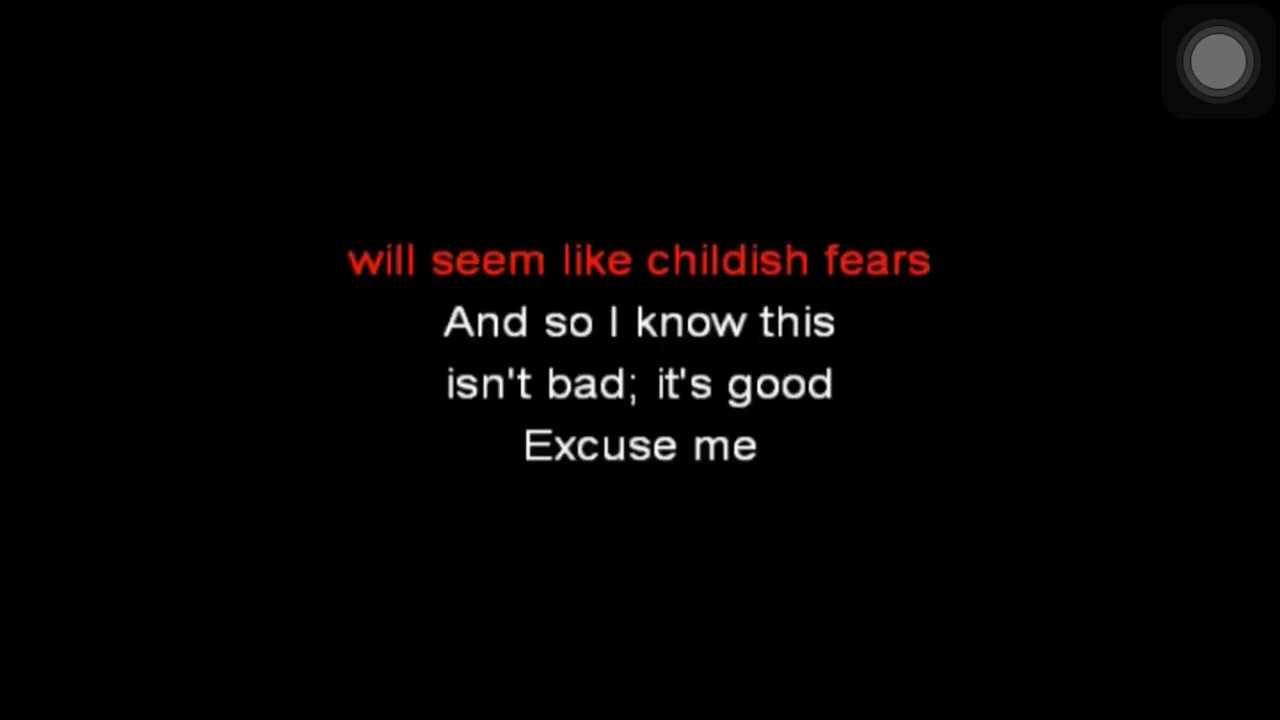 will seem like childish fears
And so I know this
isn't bad; it's good
Excuse me